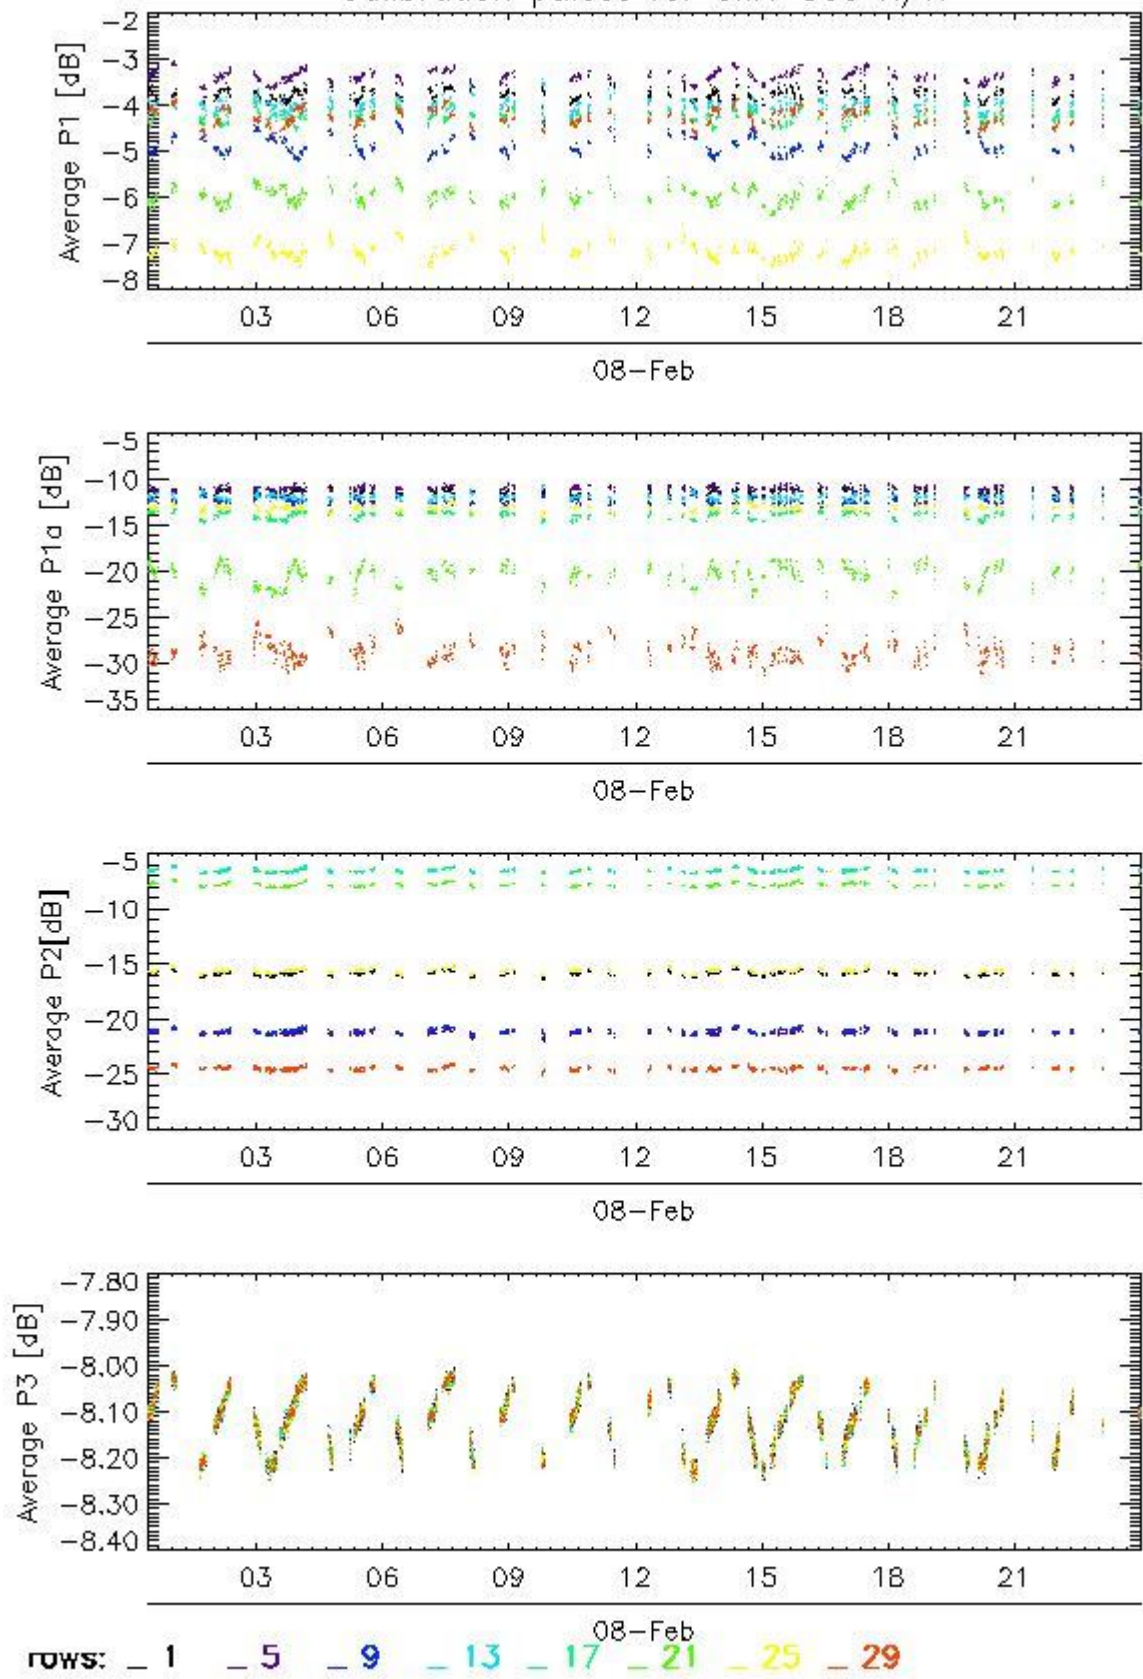 Average P1 [dB]
-2
-3
-4
-5
-6
-7
-8
03 06 09 12 15 18 21
08-Feb
Average P1a [dB]
-5
-10
-15
-20
-25
-30
-35
03 06 09 12 15 18 21
08-Feb
Average P2[dB]
-5
-10
-15
-20
-25
-30
03 06 09 12 15 18 21
08-Feb
Average P3 [dB]
-7.80
-7.90
-8.00
-8.10
-8.20
-8.30
-8.40
03 06 09 12 15 18 21
08-Feb
rows: _ 1 _ 5 _ 9 _ 13 _ 17 _ 21 _ 25 _ 29